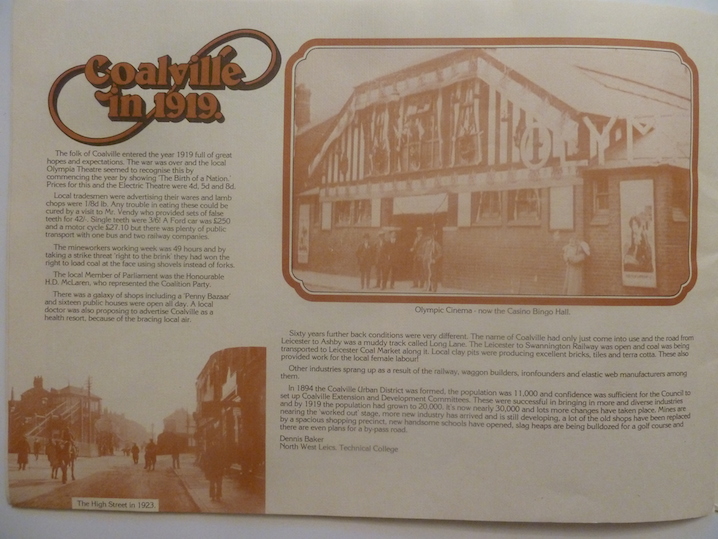 Coalville
in 1919.
The folk of Coalville entered the year 1919 full of great
hopes and expectations. The war was over and the local
Olympia Theatre seemed to recognise this by
commencing the year by showing 'The Birth of a Nation.'
Prices for this and the Electric Theatre were 4d, 5d and 8d.
Local tradesmen were advertising their wares and lamb
chops were 1/8d lb. Any trouble in eating these could be
cured by a visit to Mr. Vendy who provided sets of false
teeth for 42/-. Single teeth were 3/6! A Ford car was £250
and a motor cycle £27.10 but there was plenty of public
transport with one bus and two railway companies.
The mineworkers working week was 49 hours and by
taking a strike threat 'right to the brink' they had won the
right to load coal at the face using shovels instead of forks.
The local Member of Parliament was the Honourable
H.D. McLaren, who represented the Coalition Party.
There was a galaxy of shops including a 'Penny Bazaar'
and sixteen public houses were open all day. A local
doctor was also proposing to advertise Coalville as a
health resort, because of the bracing local air.
The High Street in 1923
OLYM
Olympic Cinema - now the Casino Bingo Hall.
Sixty years further back conditions were very different. The name of Coalville had only just come into use and the road from
Leicester to Ashby was a muddy track called Long Lane. The Leicester to Swannington Railway was open and coal was being
transported to Leicester Coal Market along it. Local clay pits were producing excellent bricks, tiles and terra cotta. These also
provided work for the local female labour!
Other industries sprang up as a result of the railway, waggon builders, ironfounders and elastic web manufacturers among
them.
In 1894 the Coalville Urban District was formed, the population was 11,000 and confidence was sufficient for the Council to
set up Coalville Extension and Development Committees. These were successful in bringing in more and diverse industries
and by 1919 the population had grown to 20,000. it's now nearly 30,000 and lots more changes have taken place. Mines are
nearing the 'worked out' stage, more new industry has arrived and is still developing, a lot of the old shops have been replaced
by a spacious shopping precinct, new handsome schools have opened, slag heaps are being bulldozed for a golf course and
there are even plans for a by-pass road.
Dennis Baker
North West Leics. Technical College